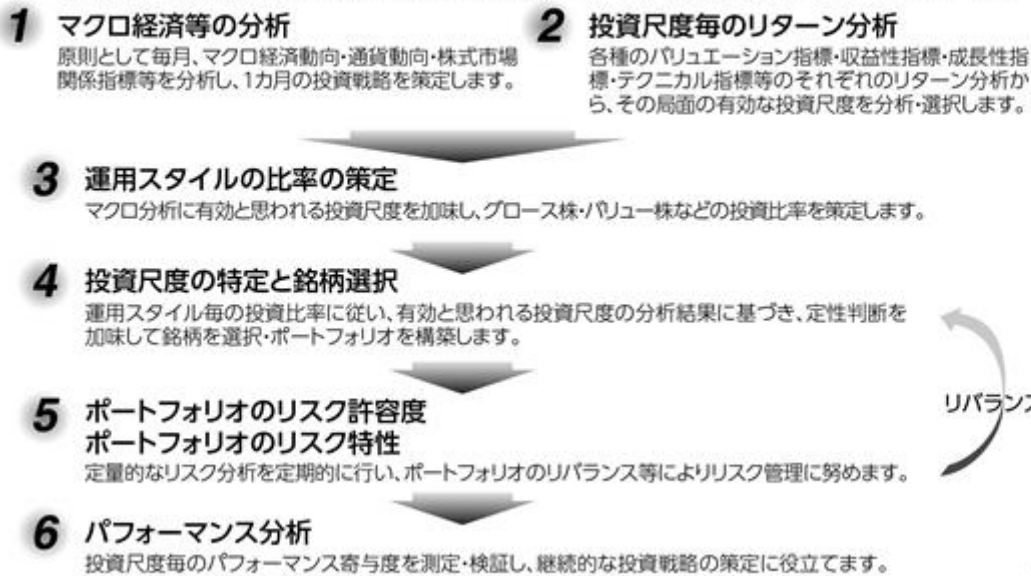 1 マクロ経済等の分析
原則として毎月、マクロ経済動向・通貨動向・株式市場
関係指標等を分析し、1カ月の投資戦略を策定します。
2 投資尺度毎のリターン分析
各種のバリュエーション指標・収益性指標・成長性指
標・テクニカル指標等のそれぞれのリターン分析か
ら、その局面の有効な投資尺度を分析・選択します。
3 運用スタイルの比率の策定
マクロ分析に有効と思われる投資尺度を加味し、グロース株・バリュー株などの投資比率を策定します。
4 投資尺度の特定と銘柄選択
運用スタイル毎の投資比率に従い、有効と思われる投資尺度の分析結果に基づき、定性判断を
加味して銘柄を選択・ポートフォリオを構築します。
リバランス
5 ポートフォリオのリスク許容度
ポートフォリオのリスク特性
定量的なリスク分析を定期的に行い、ポートフォリオのリバランス等によりリスク管理に努めます。
6 パフォーマンス分析
投資尺度毎のパフォーマンス寄与度を測定・検証し、継続的な投資戦略の策定に役立てます。